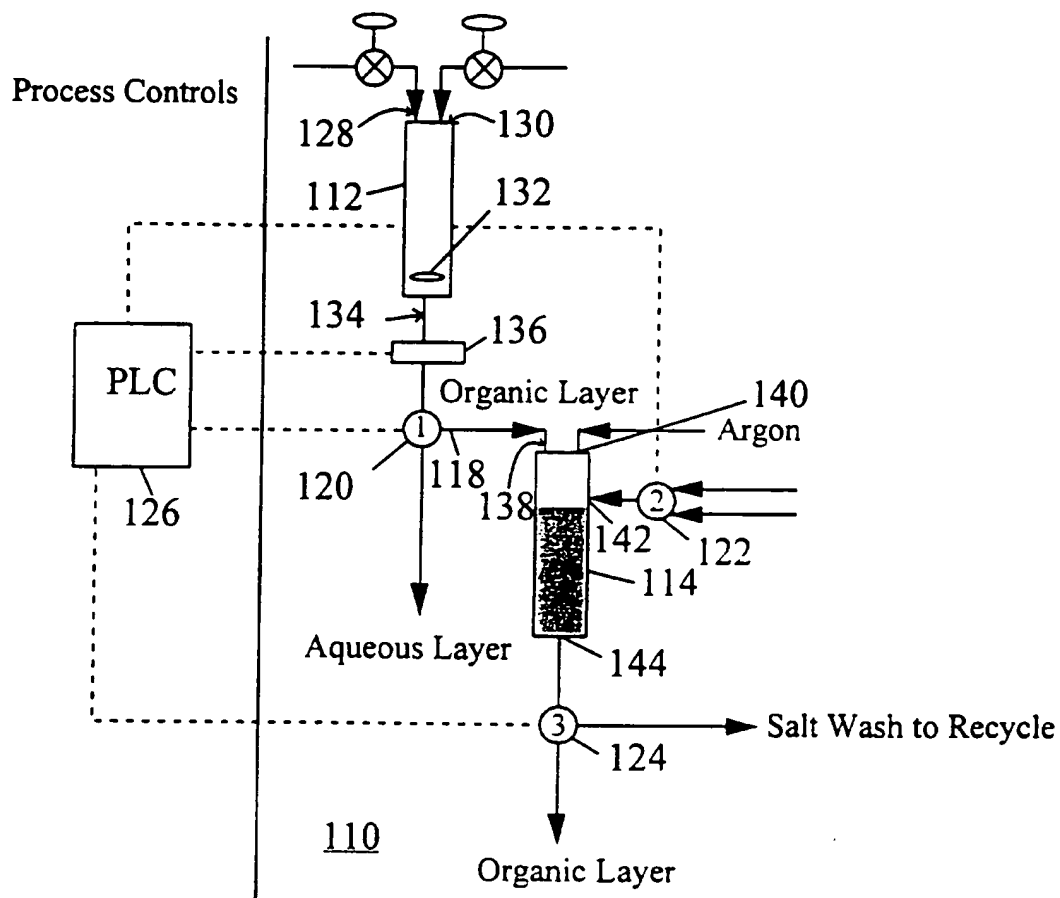 Process Controls
128
130
112
132
134
136
PLC
Organic Layer
140
1
Argon
120
118
138
2
126
142
122
114
Aqueous Layer
144
3
Salt Wash to Recycle
124
110
Organic Layer